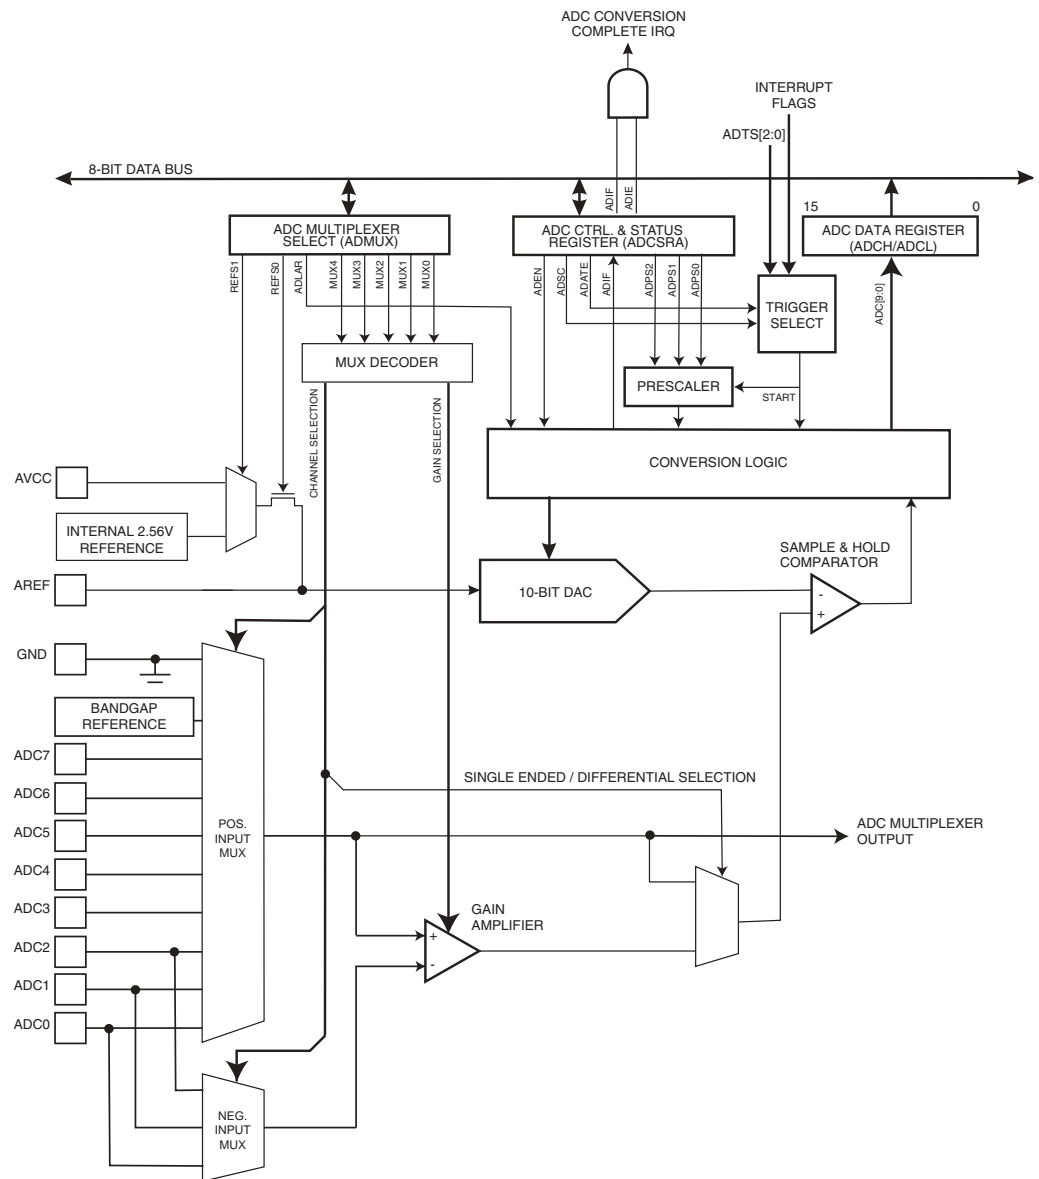 ADC CONVERSION
COMPLETE IRQ
INTERRUPT
FLAGS
ADTS[2:0]
8-BIT DATA BUS
ADIF
ADIE
15
0
ADC MULTIPLEXER
SELECT (ADMUX)
ADC CTRL. & STATUS
REGISTER (ADCSRA)
ADC DATA REGISTER
(ADCH/ADCL)
REFS1
REFS0
ADLAR
MUX4
MUX3
MUX2
MUX1
MUX0
ADEN
ADSC
ADATE
ADIF
ADPS2
ADPS1
ADPS0
ADC[9:0]
TRIGGER
SELECT
MUX DECODER
PRESCALER
START
CHANNEL SELECTION
GAIN SELECTION
CONVERSION LOGIC
AVCC
INTERNAL 2.56V
REFERENCE
SAMPLE & HOLD
COMPARATOR
AREF
10-BIT DAC
-
+
GND
BANDGAP
REFERENCE
ADC7
SINGLE ENDED / DIFFERENTIAL SELECTION
ADC6
ADC5
POS.
INPUT
MUX
ADC MULTIPLEXER
OUTPUT
ADC4
ADC3
GAIN
AMPLIFIER
+
-
ADC2
ADC1
ADC0
NEG.
INPUT
MUX